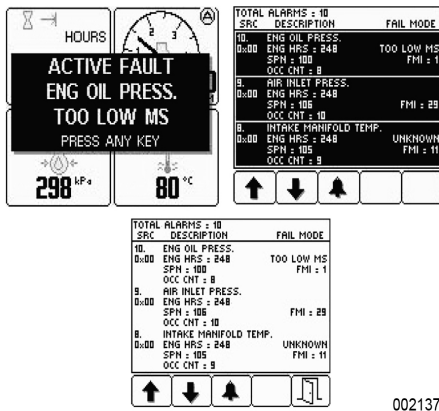 HOURS
2 3
ACTIVE FAULT
ENG OIL PRESS.
TOO LOW MS
PRESS ANY KEY
298 kPa
80 °C
TOTAL ALARMS : 10
SRC DESCRIPTION FAIL MODE
10. ENG OIL PRESS.
0x00 ENG HRS : 248 TOO LOW MS
SPN : 100 FMI : 1
OCC CNT : 8
9. AIR INLET PRESS.
0x00 ENG HRS : 248
SPN : 106 FMI : 29
OCC CNT : 10
8. INTAKE MANIFOLD TEMP.
0x00 ENG HRS : 248 UNKNOWN
SPN : 105 FMI : 11
OCC CNT : 9
TOTAL ALARMS : 10
SRC DESCRIPTION FAIL MODE
10. ENG OIL PRESS.
0x00 ENG HRS : 248 TOO LOW MS
SPN : 100 FMI : 1
OCC CNT : 8
9. AIR INLET PRESS.
0x00 ENG HRS : 248
SPN : 106 FMI : 29
OCC CNT : 10
8. INTAKE MANIFOLD TEMP.
0x00 ENG HRS : 248 UNKNOWN
SPN : 105 FMI : 11
OCC CNT : 9
002137